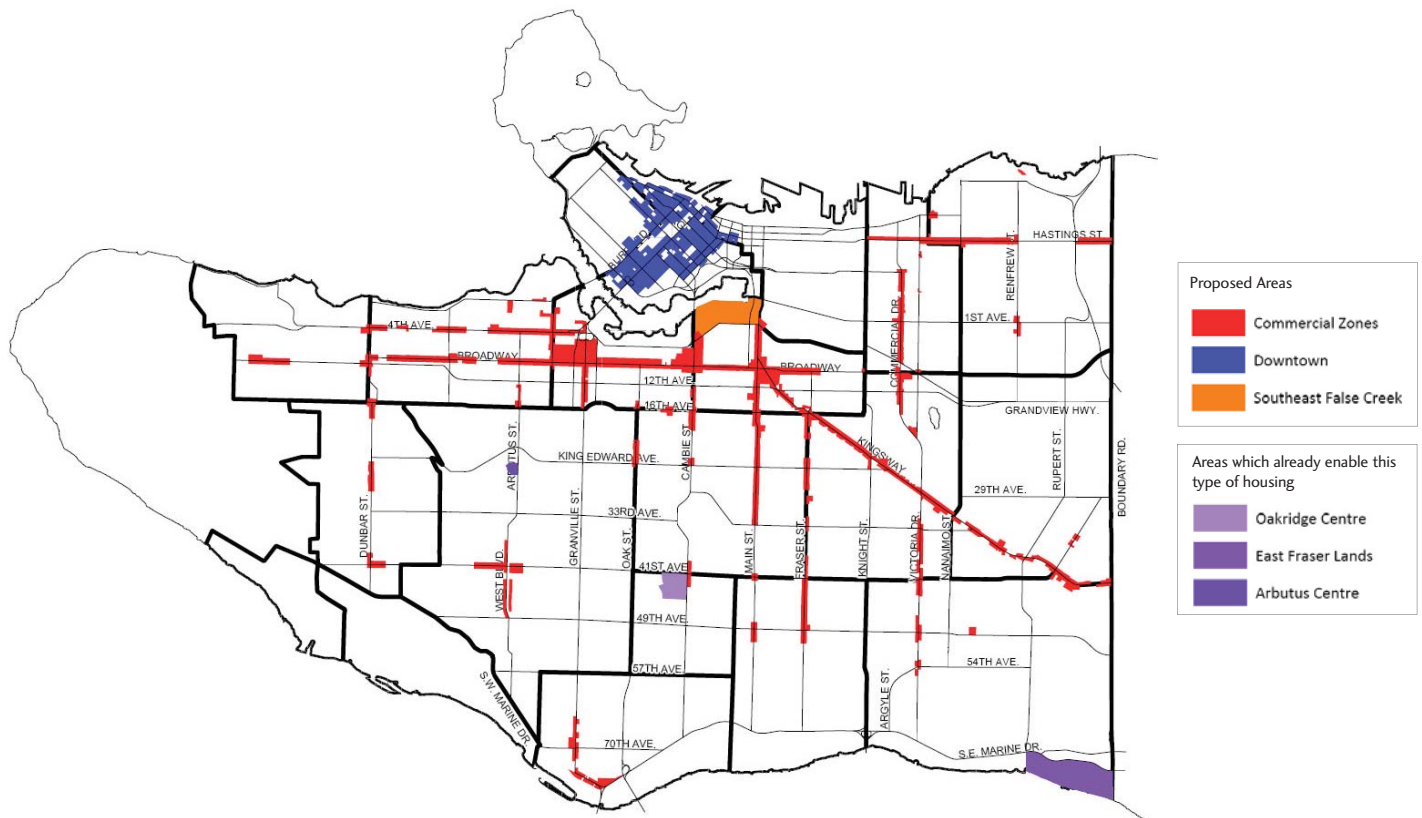 HASTINGS ST.
BURRARD
RENFREW ST.
COMMERCIAL DR.
1ST AVE.
4TH AVE.
BROADWAY
BROADWAY
12TH AVE.
16TH AVE.
GRANDVIEW HWY.
ARBUTUS ST.
KING EDWARD AVE.
CAMBIE ST.
KINGSWAY
RUPERT ST.
BOUNDARY RD.
29TH AVE.
DUNBAR ST.
GRANVILLE ST.
33RD AVE.
OAK ST.
MAIN ST.
FRASER ST.
KNIGHT ST.
VICTORIA DR.
NANAIMO ST.
41ST AVE.
WEST BLVD.
49TH AVE.
57TH AVE.
54TH AVE.
ARGYLE ST.
S.W. MARINE DR.
70TH AVE.
S.E. MARINE DR.
Proposed Areas
Commercial Zones
Downtown
Southeast False Creek
Areas which already enable this
type of housing
Oakridge Centre
East Fraser Lands
Arbutus Centre